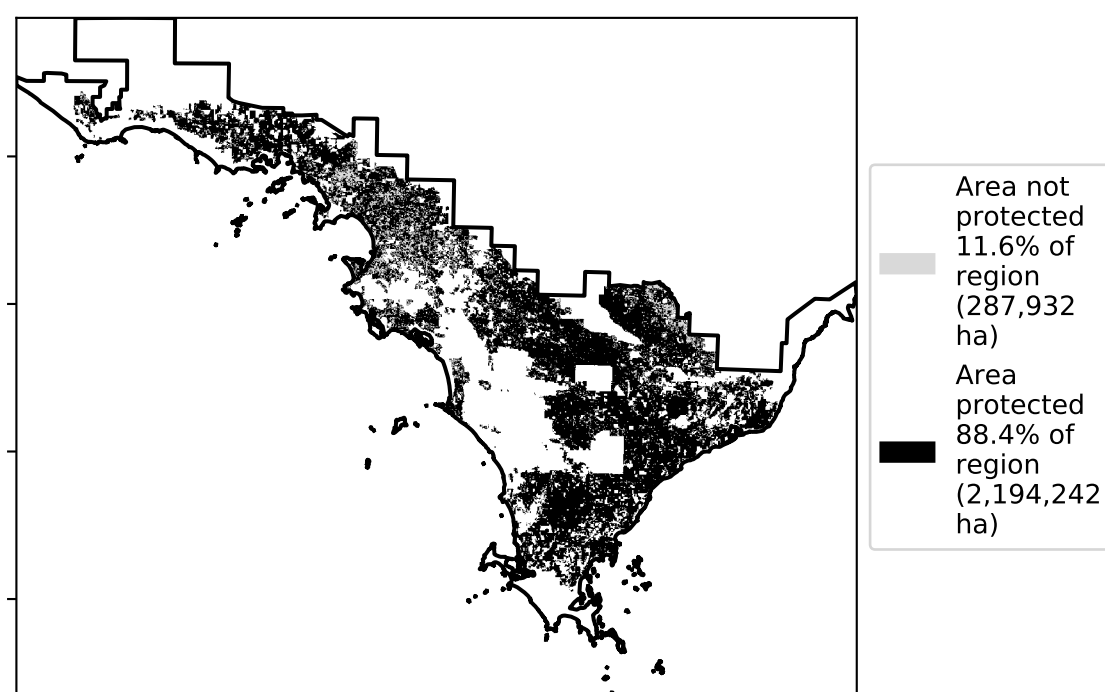 Area not
protected
11.6% of
region
(287,932
ha)
Area
protected
88.4% of
region
(2,194,242
ha)